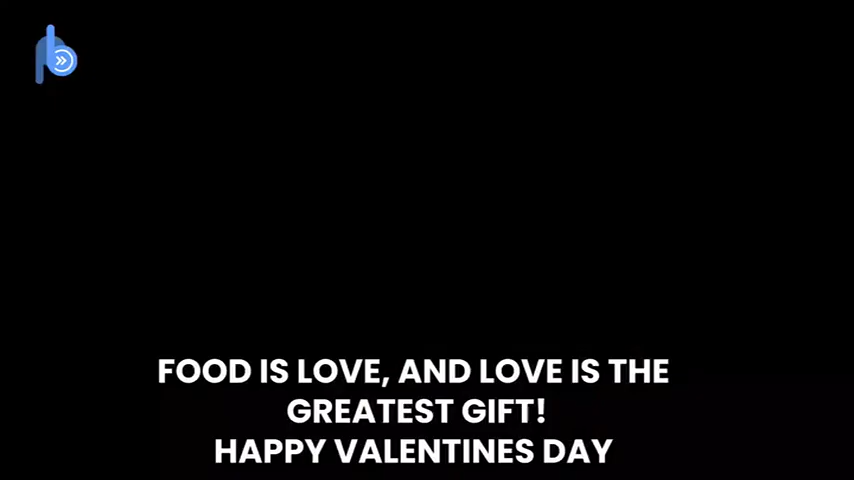 FOOD IS LOVE, AND LOVE IS THE
GREATEST GIFT!
HAPPY VALENTINES DAY